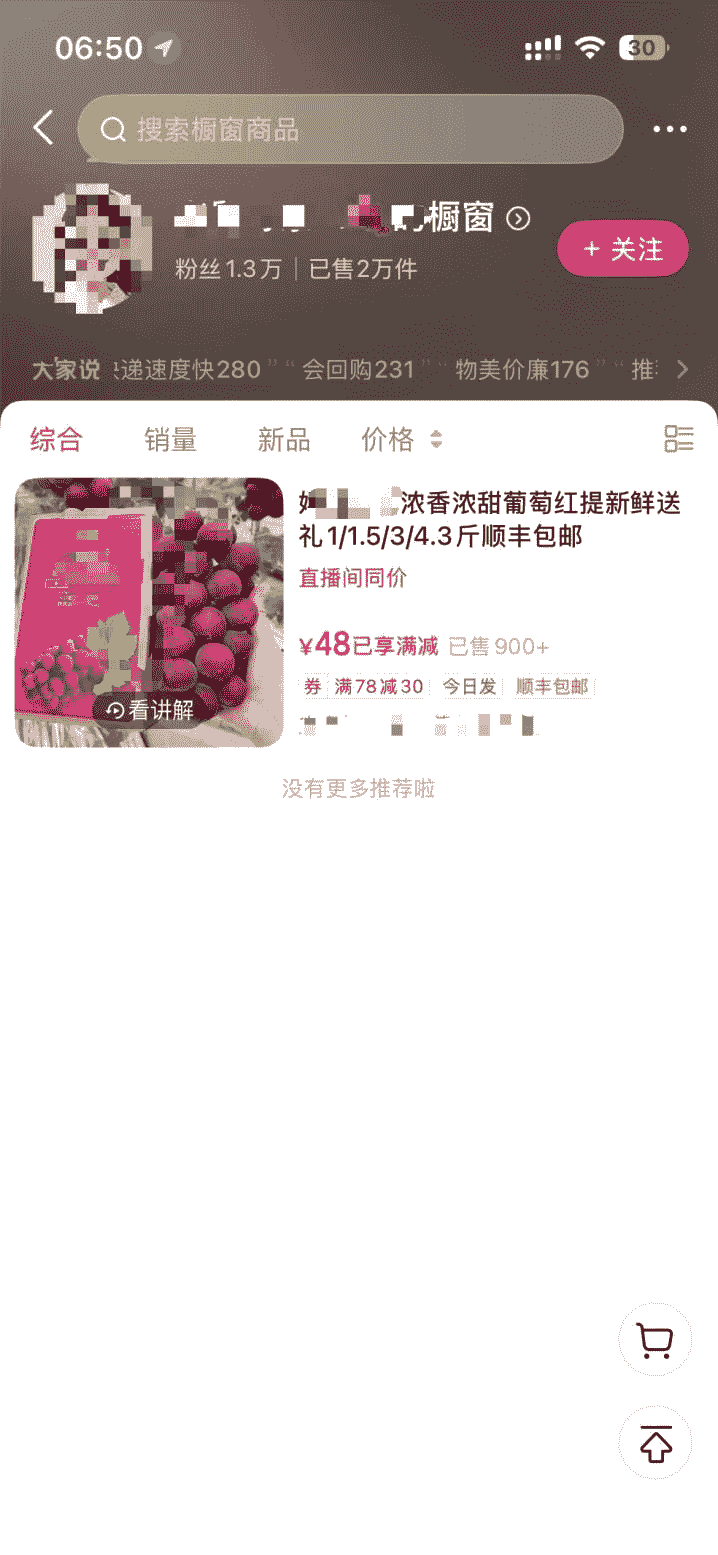 06:50
30
搜索橱窗商品
橱窗
粉丝1.3万 | 已售2万件
+ 关注
大家说 递速度快280 ” “ 会回购231 ” “ 物美价廉176 ” “ 推
综合 销量 新品 价格
浓香浓甜葡萄红提新鲜送
礼1/1.5/3/4.3斤顺丰包邮
直播间同价
¥48已享满减 已售900+
券 满78减30 今日发 顺丰包邮
看讲解
没有更多推荐啦